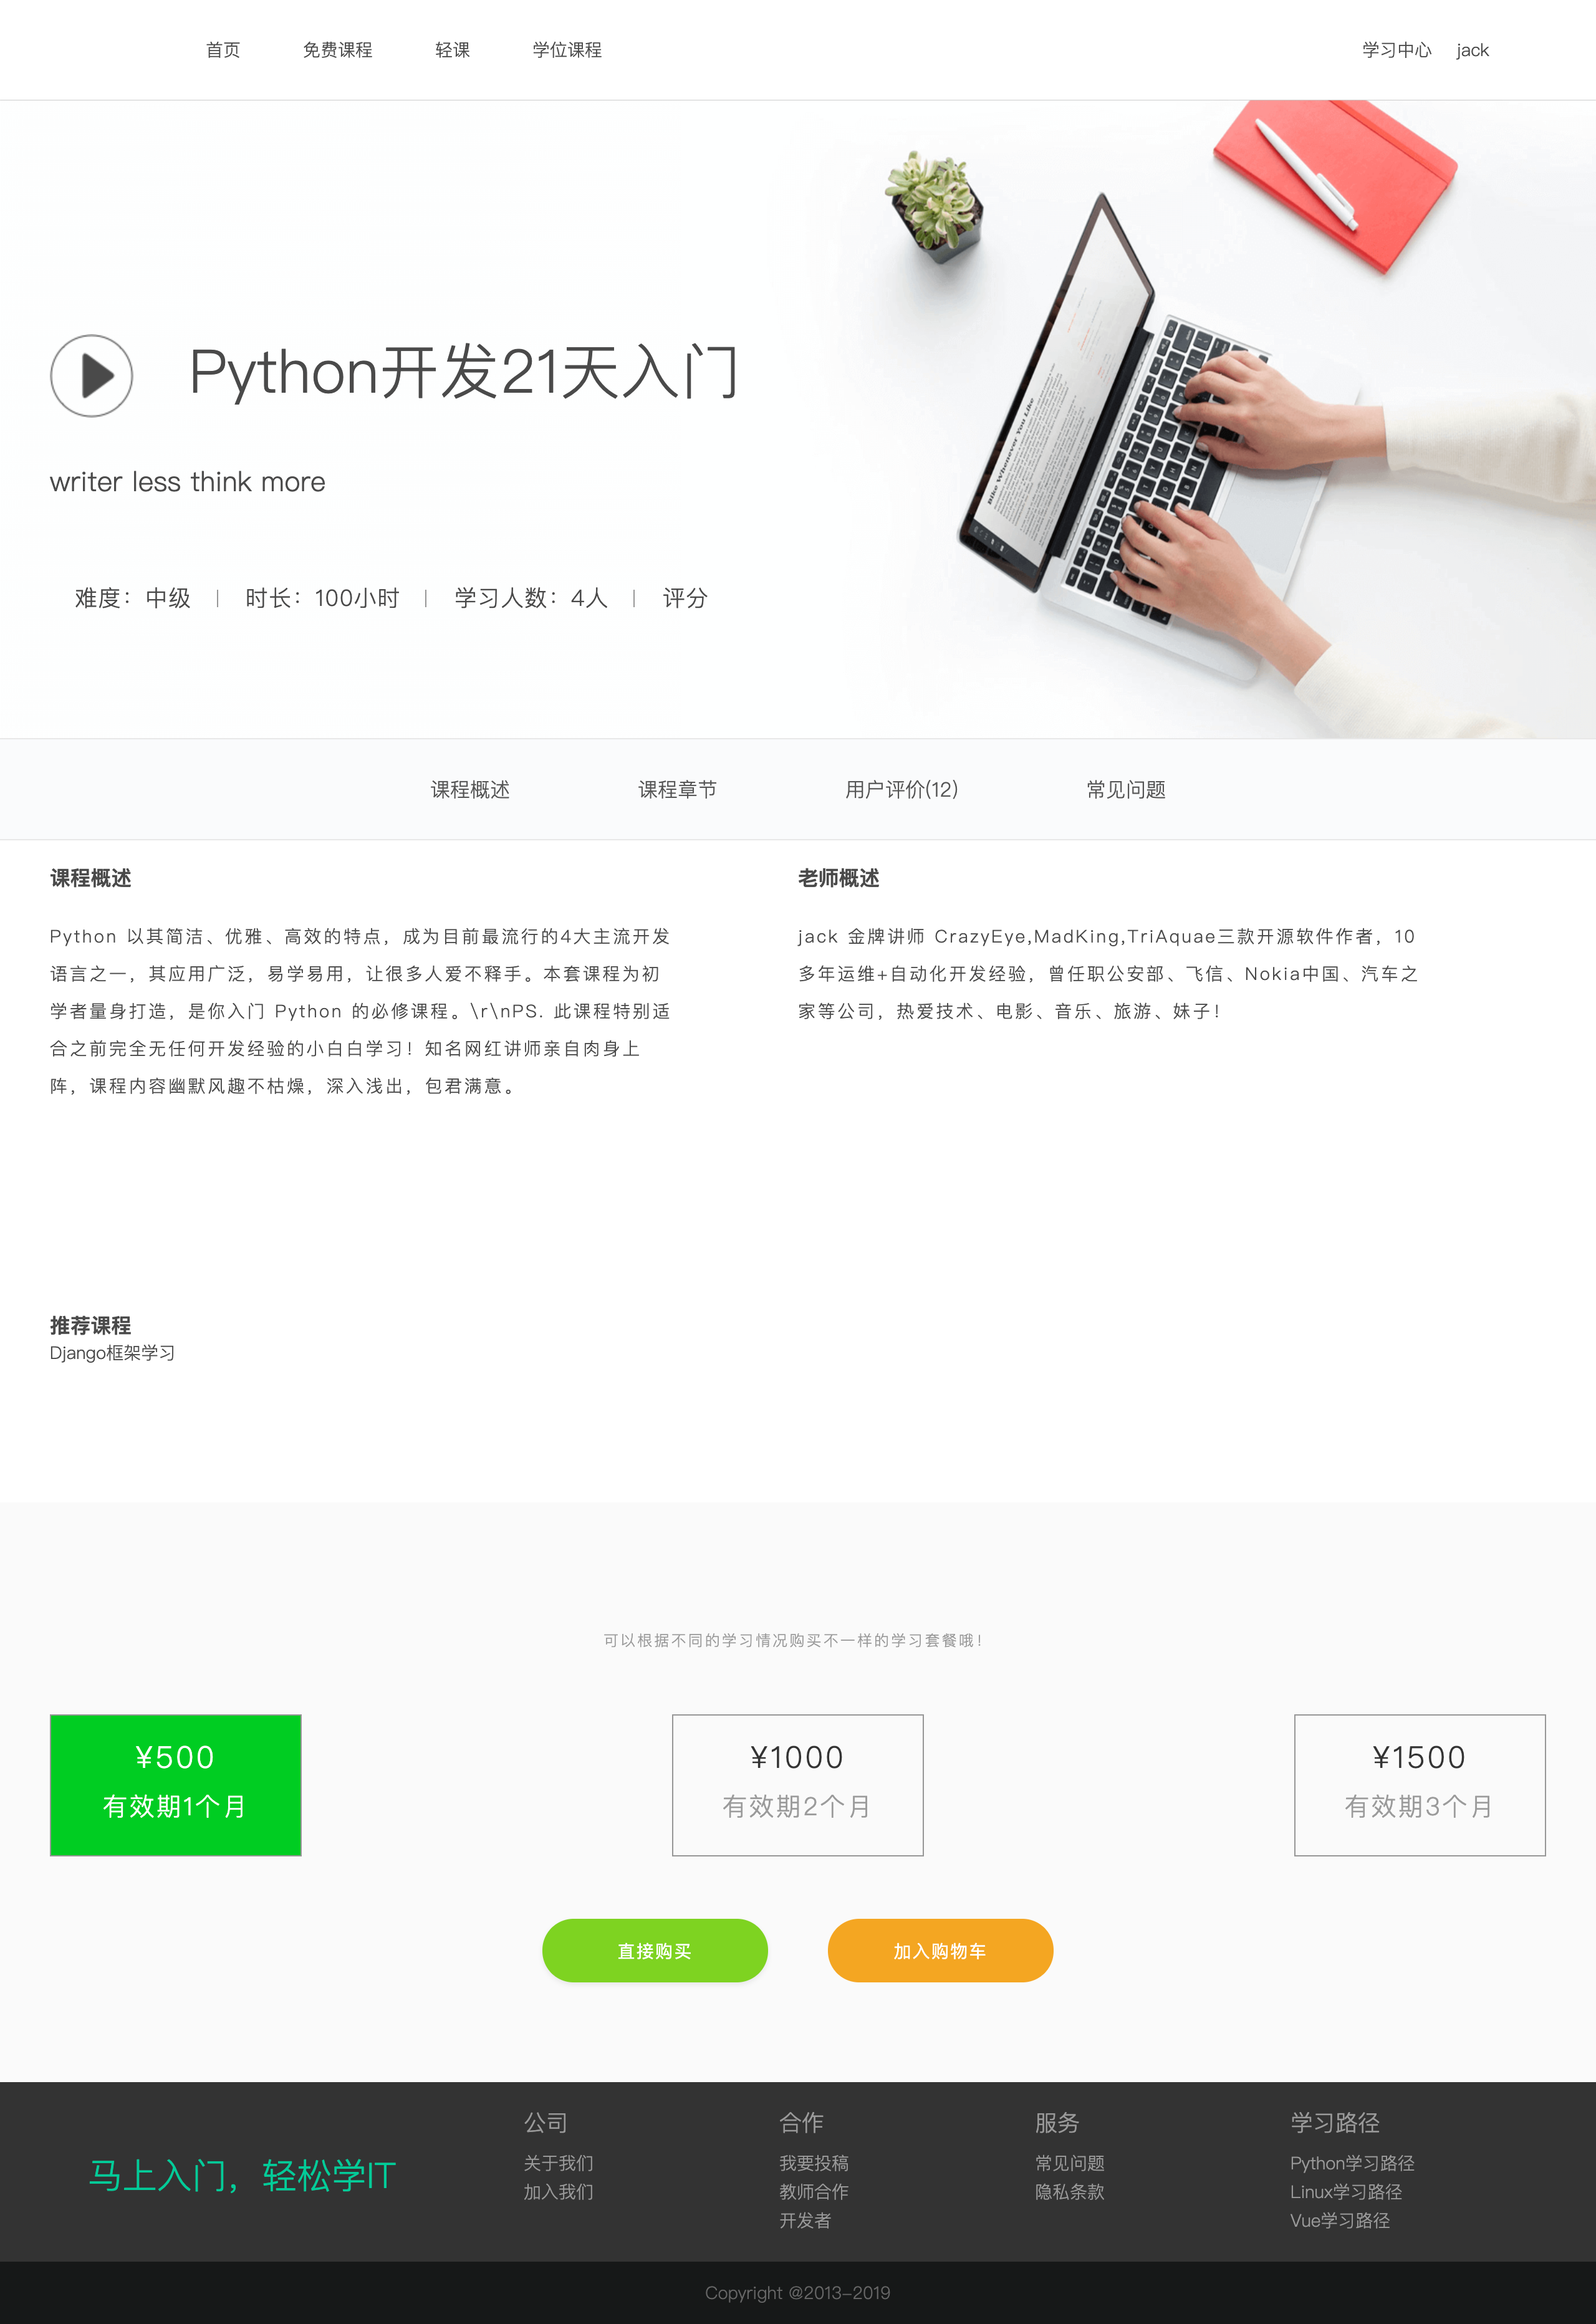 首页 免费课程 轻课 学位课程 学习中心 jack
Python开发21天入门
writer less think more
难度：中级 | 时长：100小时 | 学习人数：4人 | 评分
Bike Whenever You Like
课程概述 课程章节 用户评价(12) 常见问题
课程概述
Python 以其简洁、优雅、高效的特点，成为目前最流行的4大主流开发
语言之一，其应用广泛，易学易用，让很多人爱不释手。本套课程为初
学者量身打造，是你入门 Python 的必修课程。\r\nPS. 此课程特别适
合之前完全无任何开发经验的小白白学习！知名网红讲师亲自肉身上
阵，课程内容幽默风趣不枯燥，深入浅出，包君满意。
老师概述
jack 金牌讲师 CrazyEye,MadKing,TriAquae三款开源软件作者，10
多年运维+自动化开发经验，曾任职公安部、飞信、Nokia中国、汽车之
家等公司，热爱技术、电影、音乐、旅游、妹子！
推荐课程
Django框架学习
可以根据不同的学习情况购买不一样的学习套餐哦！
¥500
有效期1个月
¥1000
有效期2个月
¥1500
有效期3个月
直接购买
加入购物车
马上入门，轻松学IT
公司
关于我们
加入我们
合作
我要投稿
教师合作
开发者
服务
常见问题
隐私条款
学习路径
Python学习路径
Linux学习路径
Vue学习路径
Copyright @2013-2019